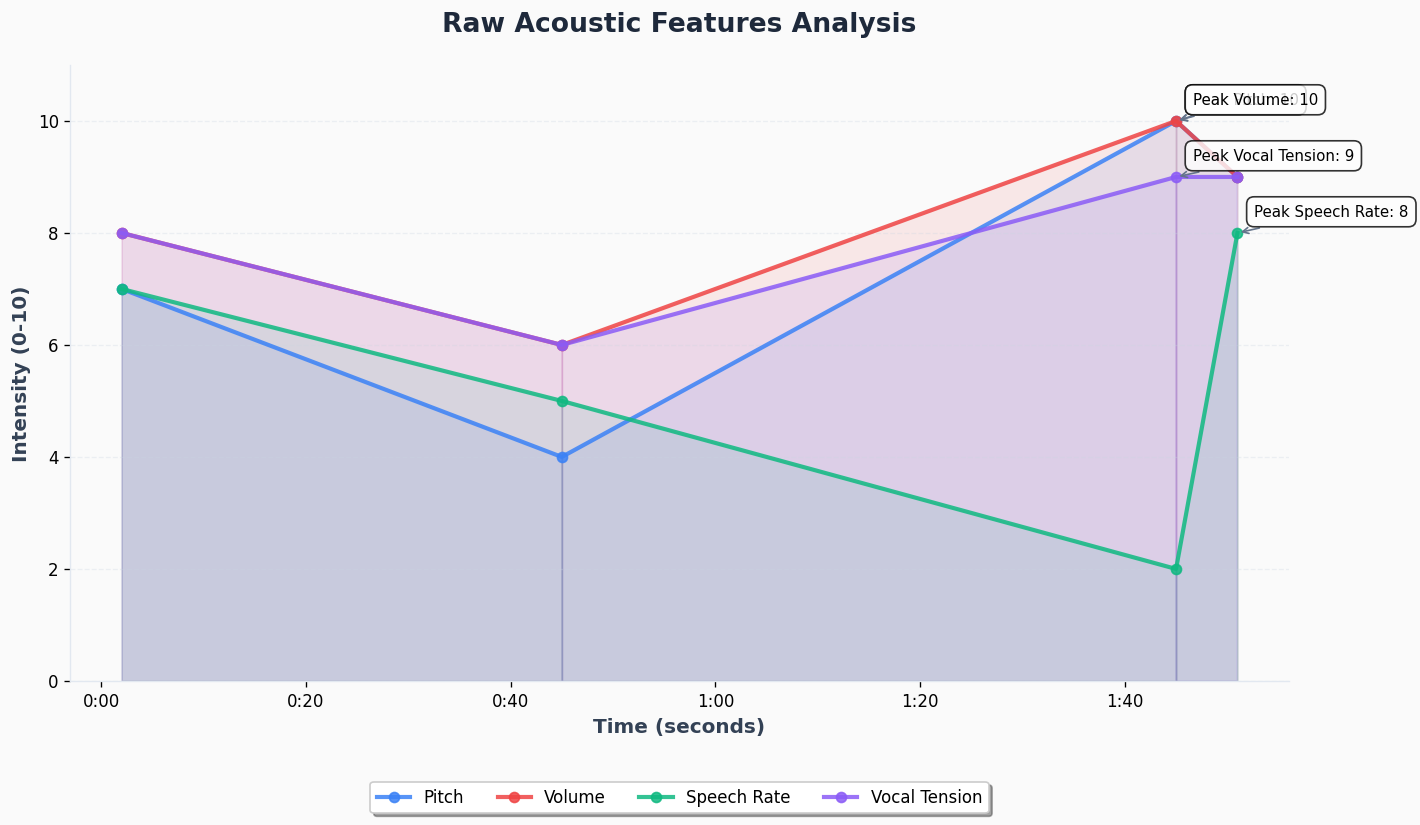 Raw Acoustic Features Analysis
Peak Volume: 10
Peak Vocal Tension: 9
Peak Speech Rate: 8
Intensity (0-10)
10
8
6
4
2
0
0:00 0:20 0:40 1:00 1:20 1:40
Time (seconds)
Pitch Volume Speech Rate Vocal Tension